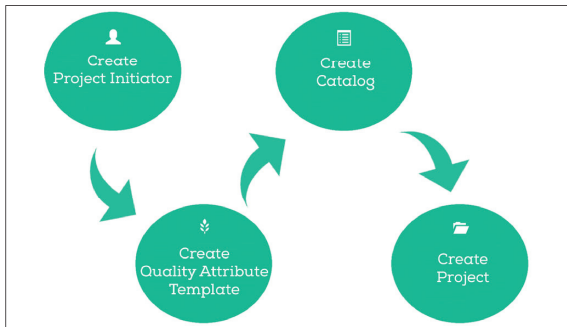 Create
Project Initiator
Create
Quality Attribute
Template
Create
Catalog
Create
Project